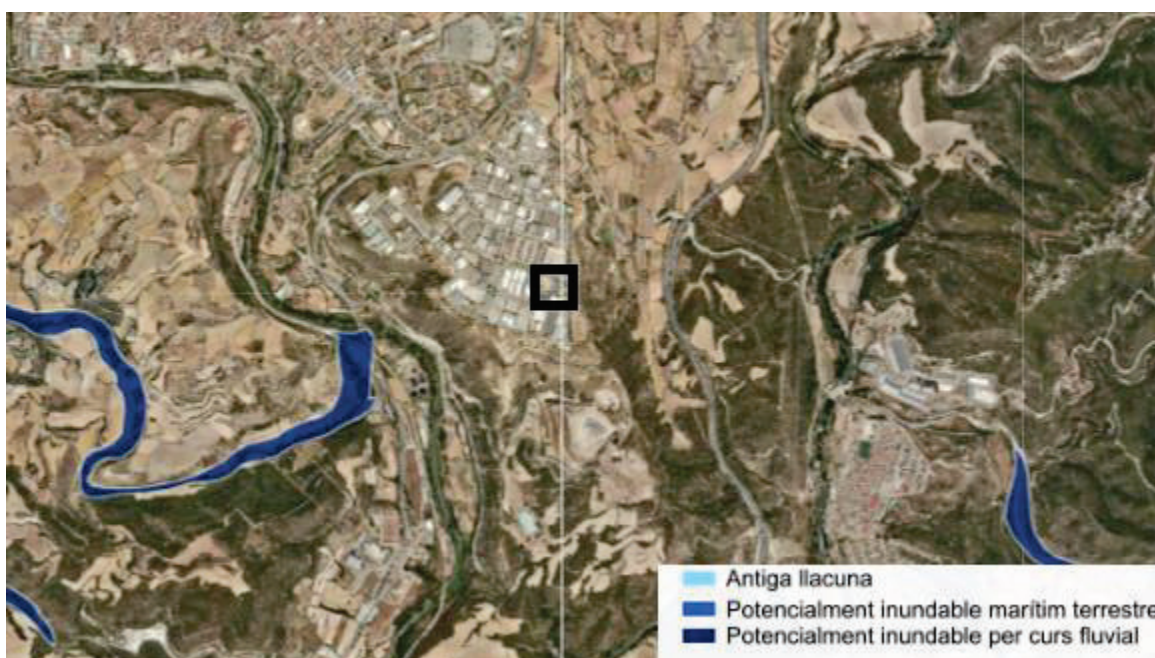 Antiga llacuna
Potencialment inundable marítim terrestre
Potencialment inundable per curs fluvial